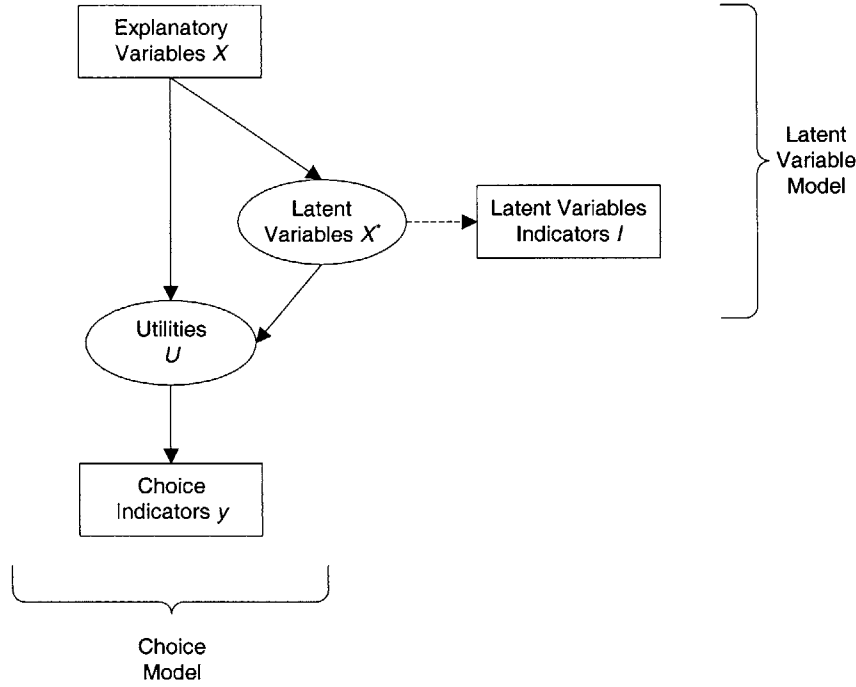 Explanatory
Variables X
Latent
Variable
Model
Latent
Variables X*
Latent Variables
Indicators I
Utilities
U
Choice
Indicators y
Choice
Model